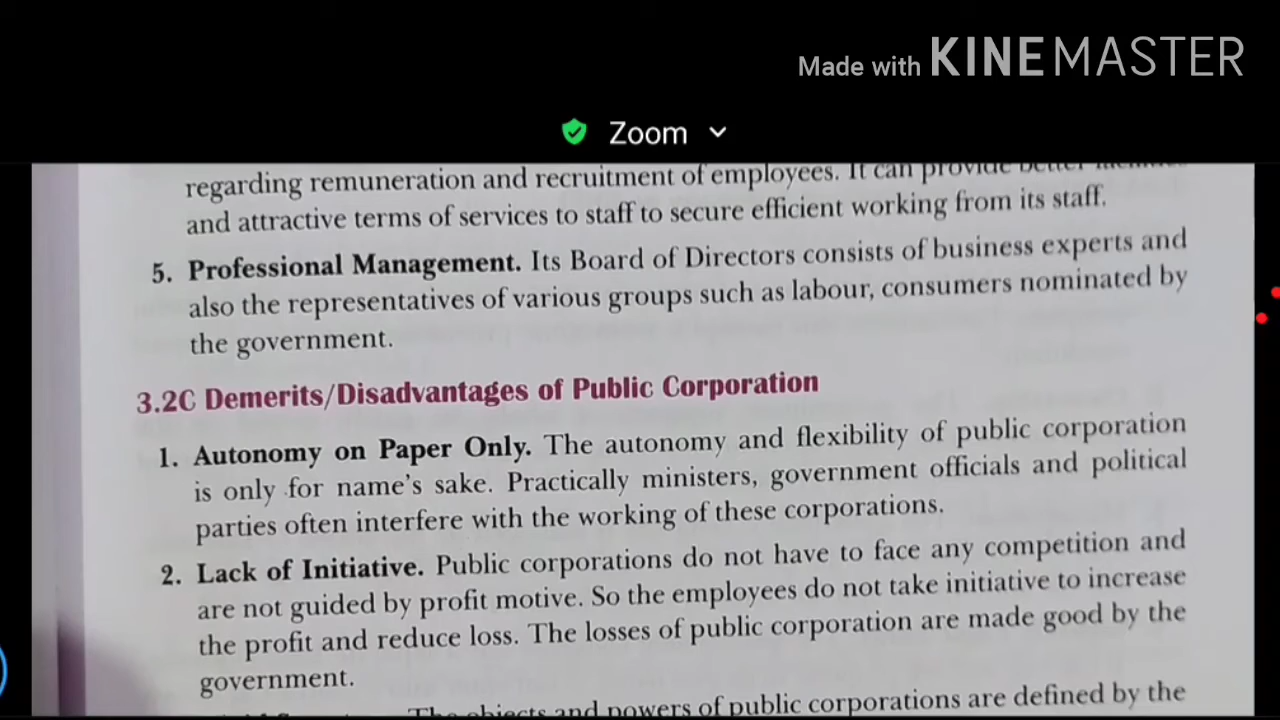 Made with KINEMASTER
Zoom
regarding remuneration and recruitment of employees. It can provide better
and attractive terms of services to staff to secure efficient working from its staff.
5. Professional Management. Its Board of Directors consists of business experts and
also the representatives of various groups such as labour, consumers nominated by
the government.
3.2C Demerits/Disadvantages of Public Corporation
1. Autonomy on Paper Only. The autonomy and flexibility of public corporation
is only for name's sake. Practically ministers, government officials and political
parties often interfere with the working of these corporations.
2. Lack of Initiative. Public corporations do not have to face any competition and
are not guided by profit motive. So the employees do not take initiative to increase
the profit and reduce loss. The losses of public corporation are made good by the
government.
The objects and powers of public corporations are defined by the